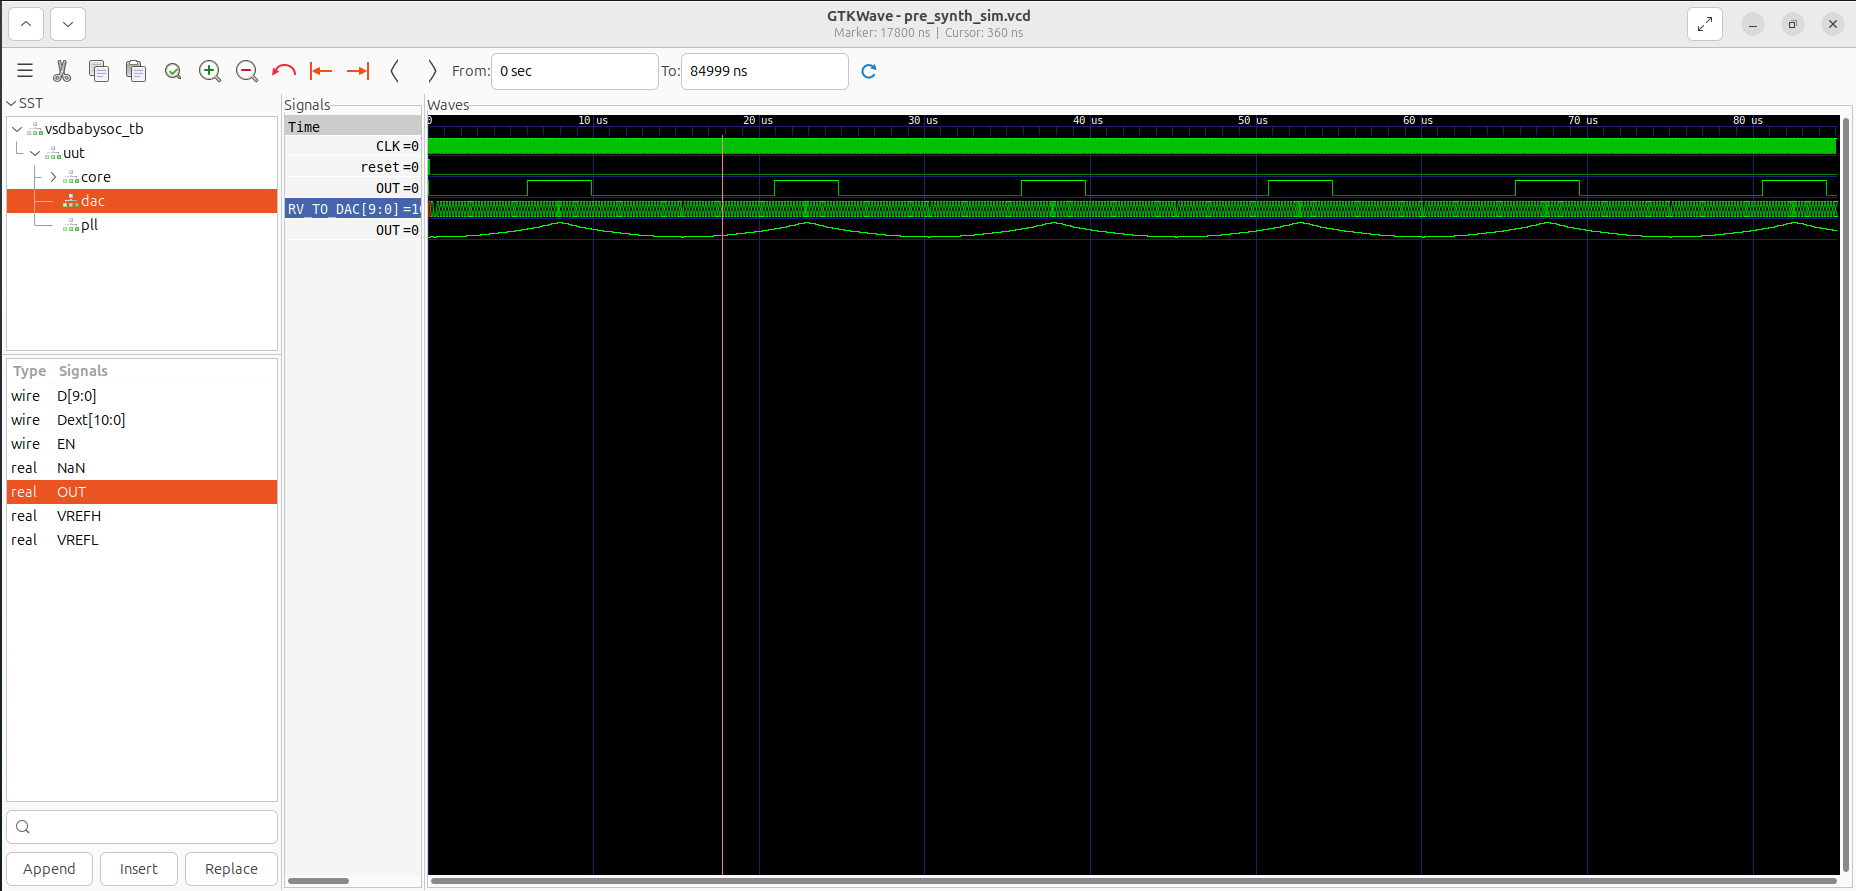 GTKWave - pre_synth_sim.vcd
Marker: 17800 ns | Cursor: 360 ns
From: 0 sec To: 84999 ns
SST
vsdbabysoc_tb
uut
core
dac
pll
Type Signals
wire D[9:0]
wire Dext[10:0]
wire EN
real NaN
real OUT
real VREFH
real VREFL
Append Insert Replace
Signals
Time
CLK=0
reset=0
OUT=0
RV_TO_DAC[9:0]=10
OUT=0
Waves
0 10 us 20 us 30 us 40 us 50 us 60 us 70 us 80 us